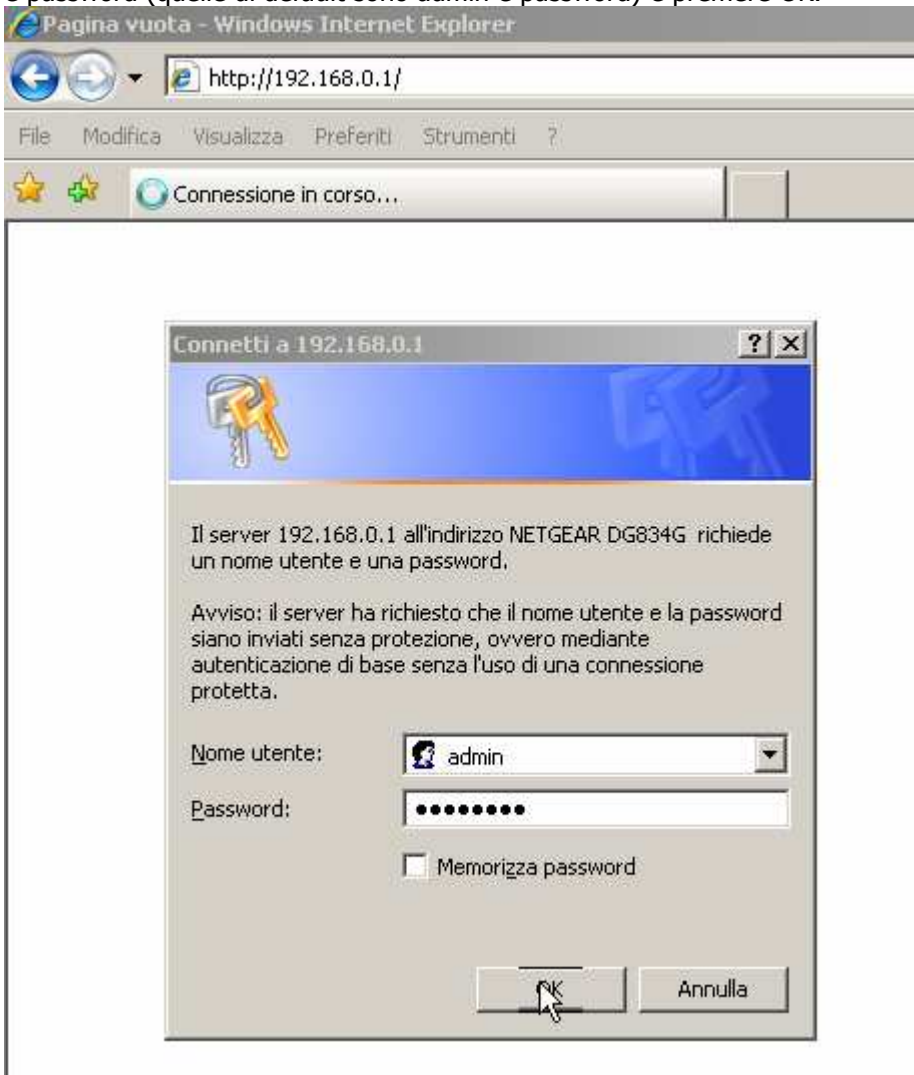 e password (quelle di default sono admin e password) e premere OK.
Pagina vuota - Windows Internet Explorer
http://192.168.0.1/
File Modifica Visualizza Preferiti Strumenti ?
Connessione in corso...
Connetti a 192.168.0.1
Il server 192.168.0.1 all'indirizzo NETGEAR DG834G richiede
un nome utente e una password.
Avviso: il server ha richiesto che il nome utente e la password
siano inviati senza protezione, ovvero mediante
autenticazione di base senza l'uso di una connessione
protetta.
Nome utente: admin
Password: ••••••••
Memorizza password
OK Annulla